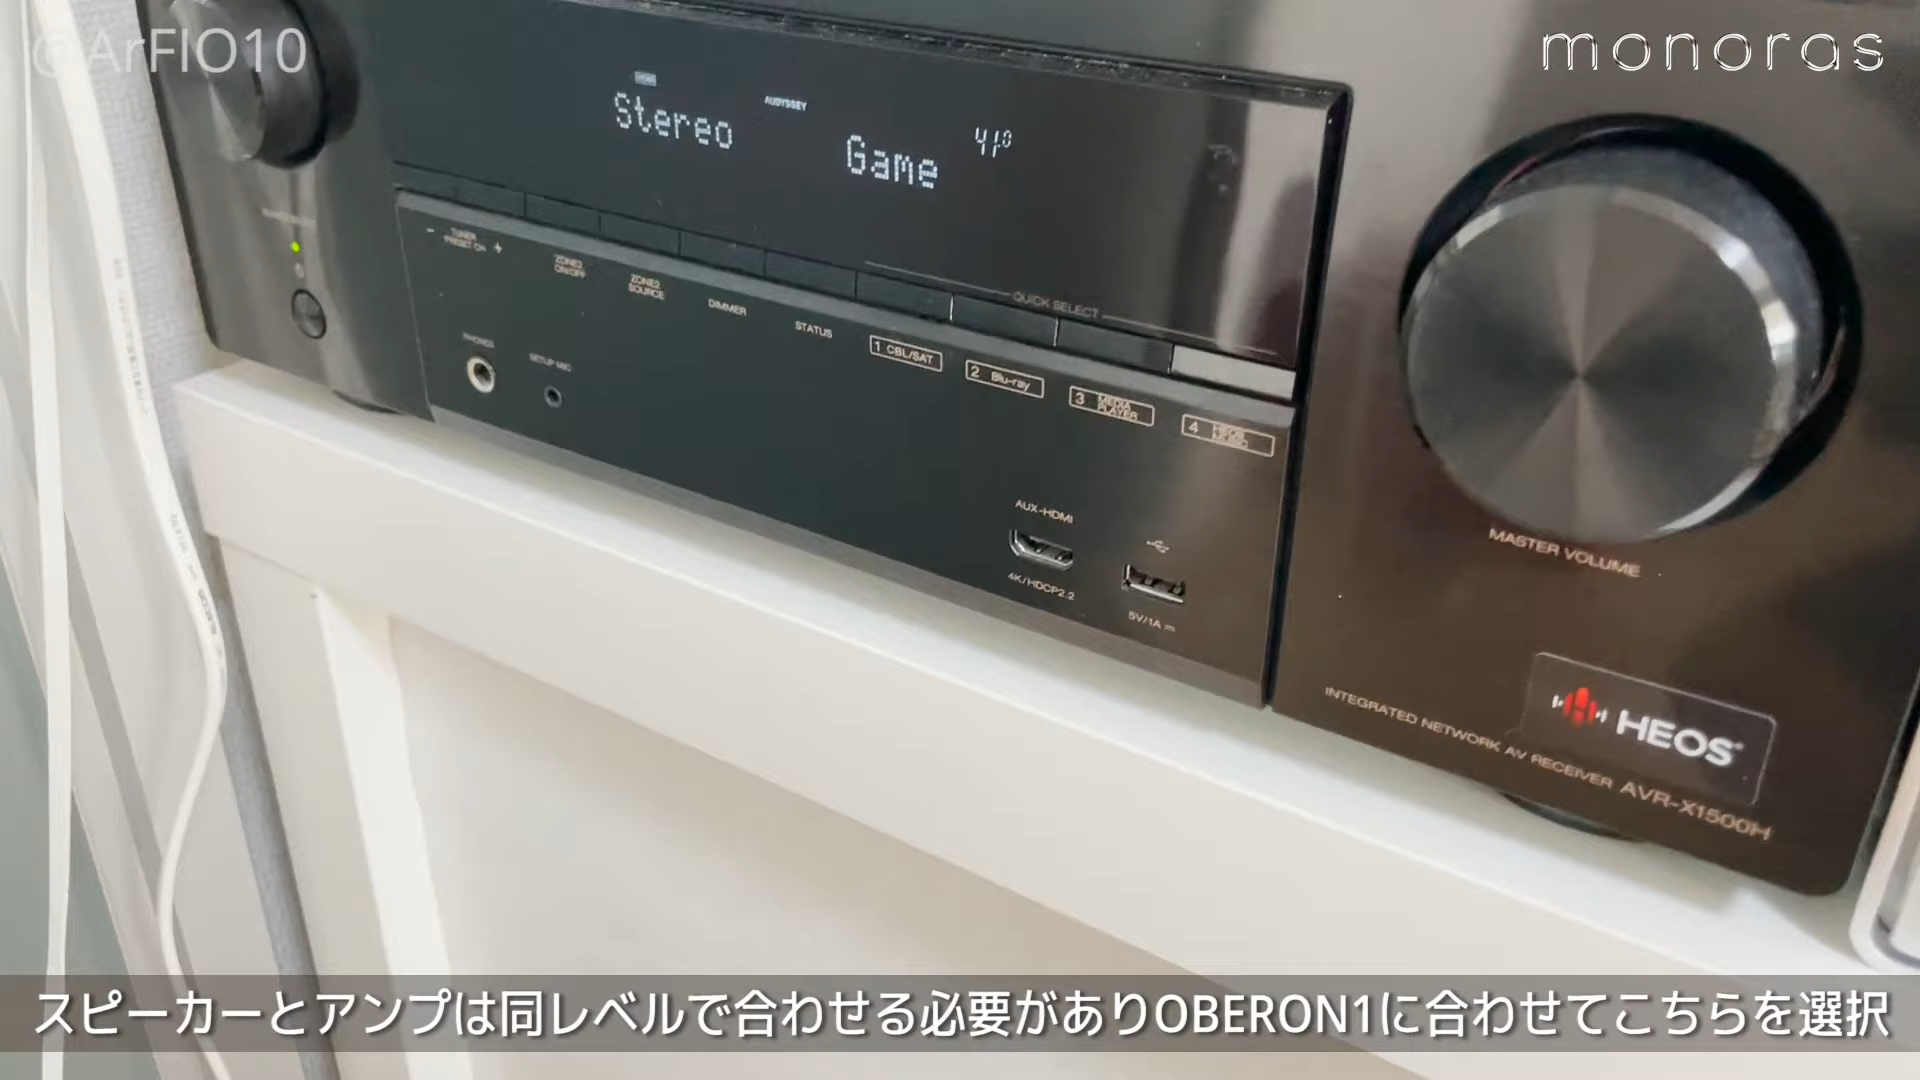 @ArFIO10
monoras
Stereo
AUDYSSEY
Game
41.0
TUNER
PRESET CH
- +
ZONE2
ON/OFF
ZONE2
SOURCE
DIMMER
STATUS
QUICK SELECT
1 CBL/SAT
2 Blu-ray
3 MEDIA
PLAYER
4 HEOS
PHONES
SETUP MIC
AUX-HDMI
4K/HDCP2.2
5V/1A
MASTER VOLUME
HEOS
INTEGRATED NETWORK AV RECEIVER AVR-X1500H
スピーカーとアンプは同レベルで合わせる必要がありOBERON1に合わせてこちらを選択